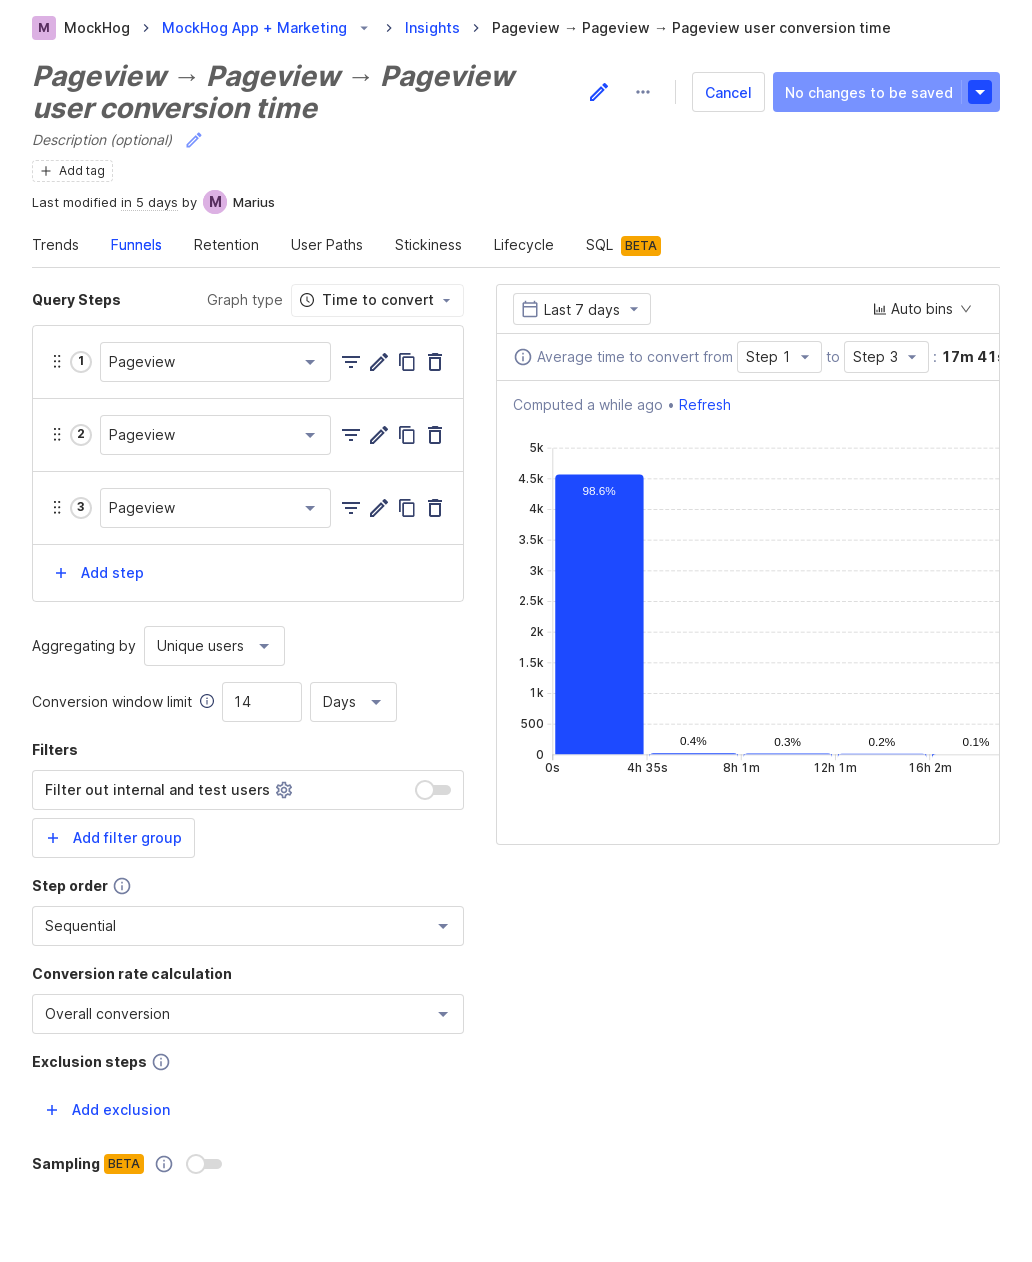 M MockHog MockHog App + Marketing Insights Pageview → Pageview → Pageview user conversion time
Pageview → Pageview → Pageview
user conversion time
Cancel
No changes to be saved
Description (optional)
Add tag
Last modified in 5 days by M Marius
Trends Funnels Retention User Paths Stickiness Lifecycle SQL BETA
Query Steps Graph type Time to convert
1 Pageview
2 Pageview
3 Pageview
+ Add step
Aggregating by Unique users
Conversion window limit 14 Days
Filters
Filter out internal and test users
+ Add filter group
Step order
Sequential
Conversion rate calculation
Overall conversion
Exclusion steps
+ Add exclusion
Sampling BETA
Last 7 days Auto bins
Average time to convert from Step 1 to Step 3 : 17m 41s
Computed a while ago • Refresh
5k
4.5k
4k
3.5k
3k
2.5k
2k
1.5k
1k
500
0
98.6%
0.4% 0.3% 0.2% 0.1%
0s 4h 35s 8h 1m 12h 1m 16h 2m